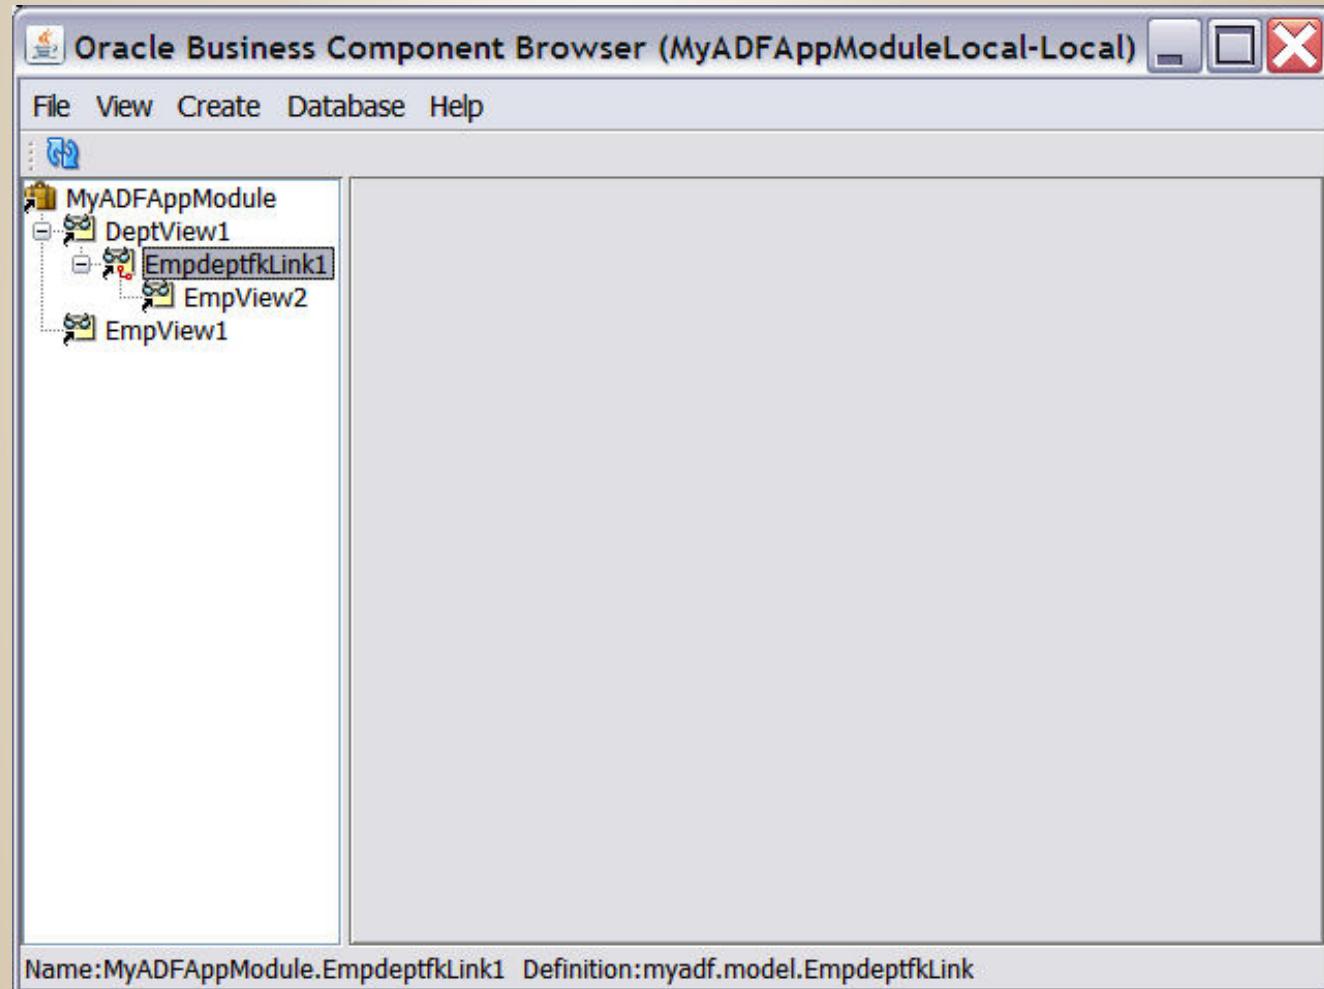 Oracle Business Component Browser (MyADFAppModuleLocal-Local)
File View Create Database Help
MyADFAppModule
DeptView1
EmpdeptfkLink1
EmpView2
EmpView1
Name:MyADFAppModule.EmpdeptfkLink1 Definition:myadf.model.EmpdeptfkLink